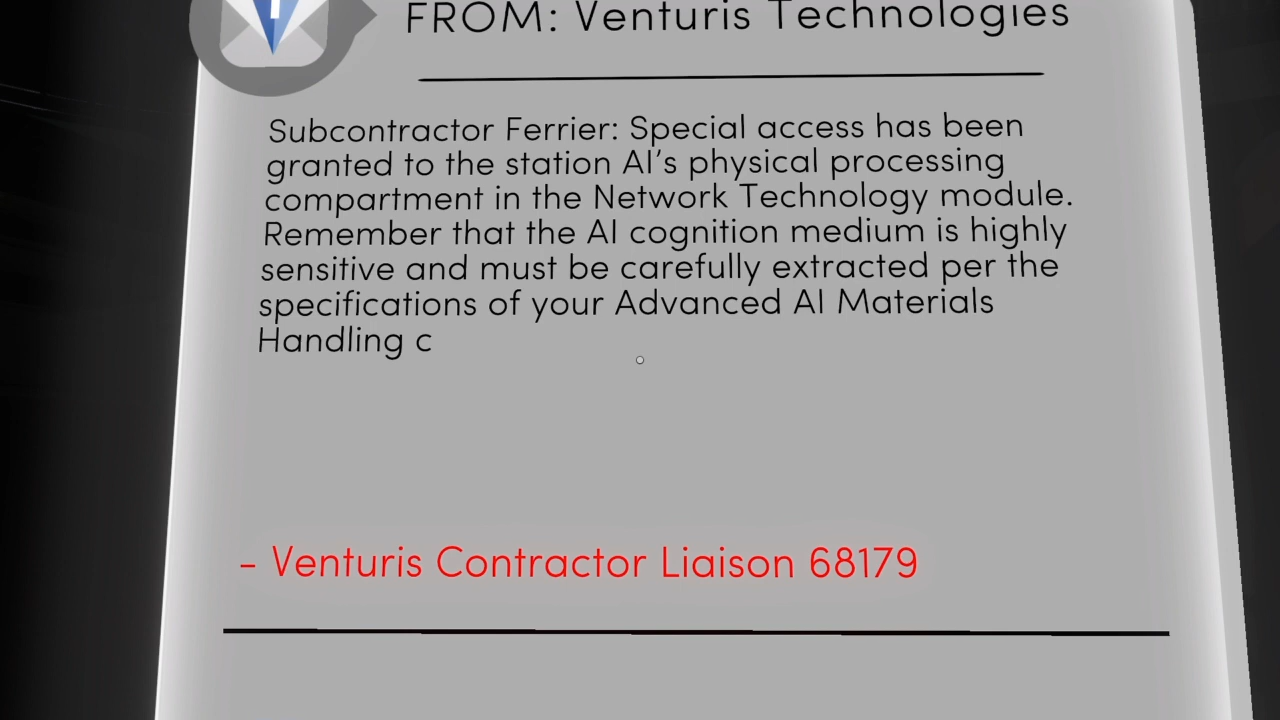 FROM: Venturis Technologies
Subcontractor Ferrier: Special access has been
granted to the station AI's physical processing
compartment in the Network Technology module.
Remember that the AI cognition medium is highly
sensitive and must be carefully extracted per the
specifications of your Advanced AI Materials
Handling c
- Venturis Contractor Liaison 68179